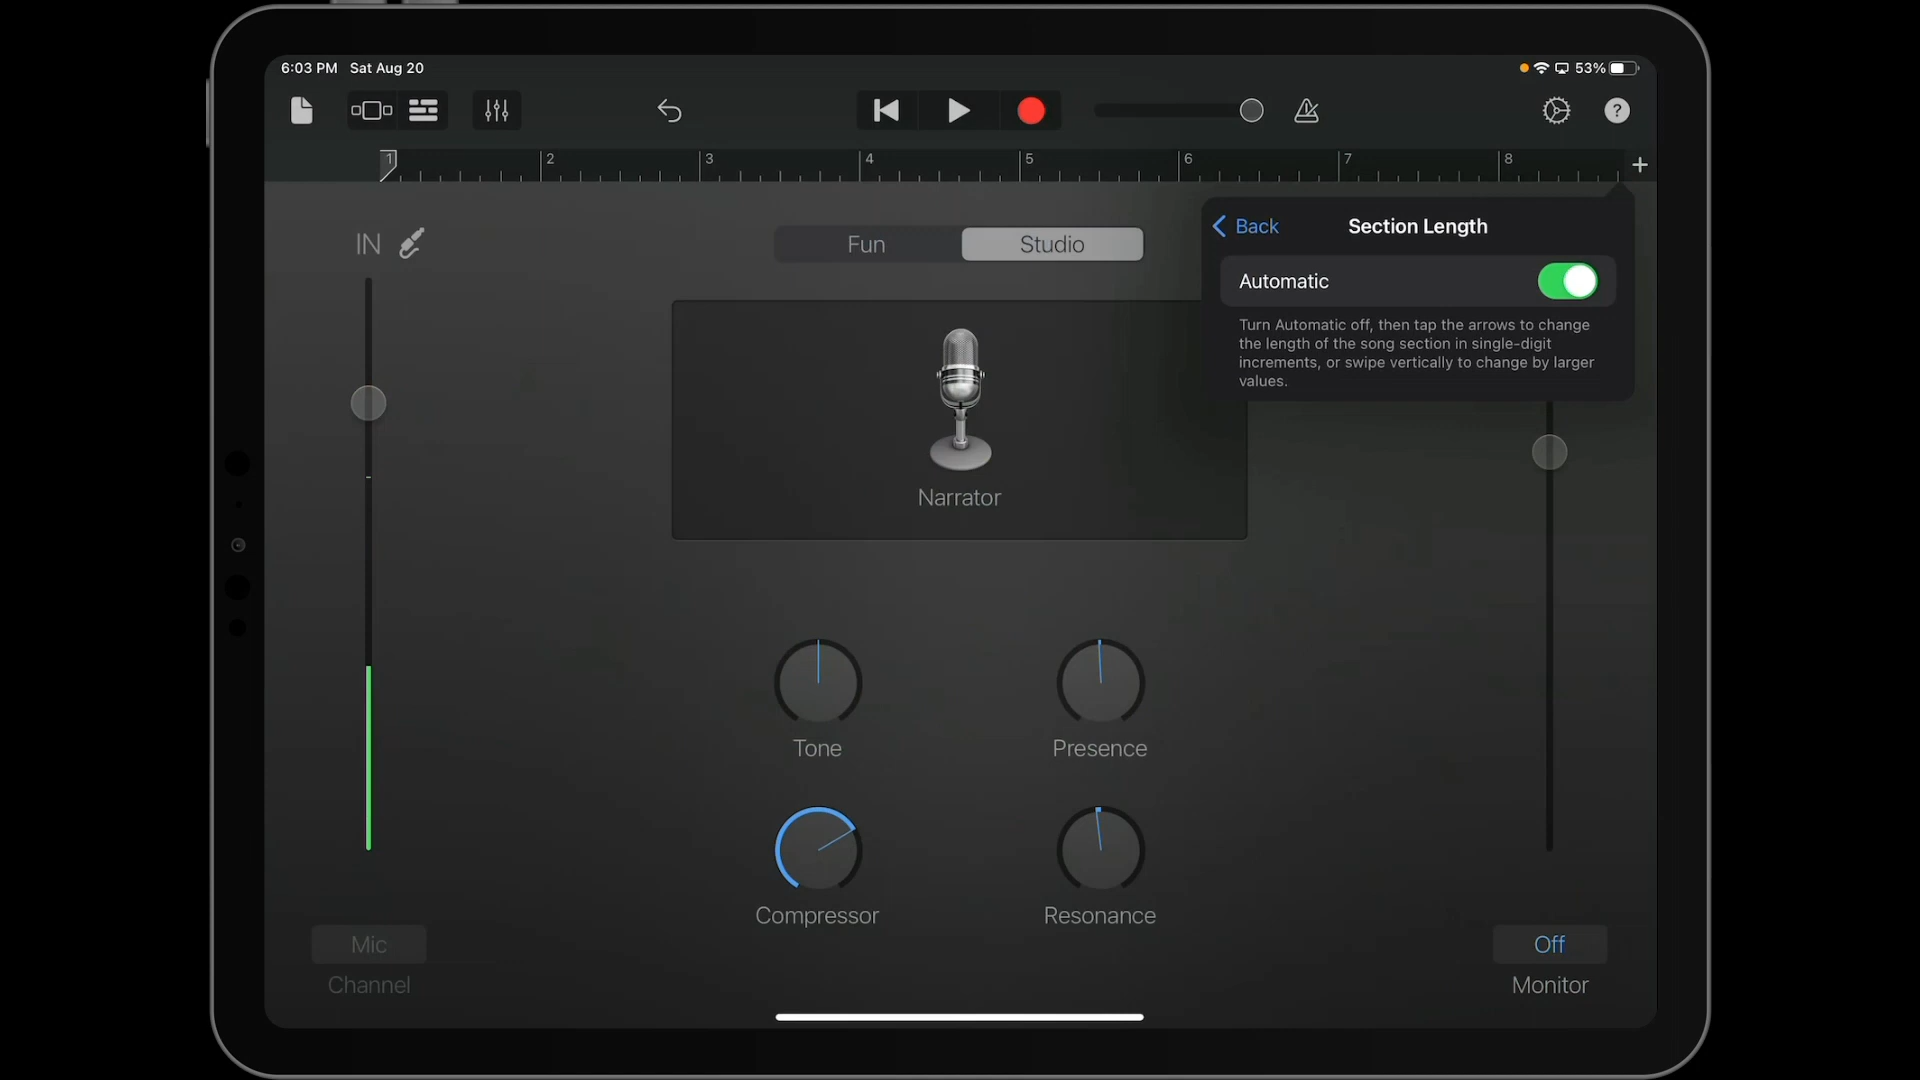 6:03 PM Sat Aug 20
53%
?
1 2 3 4 5 6 7 8 +
IN
Fun Studio
Back Section Length
Automatic
Turn Automatic off, then tap the arrows to change
the length of the song section in single-digit
increments, or swipe vertically to change by larger
values.
Narrator
Tone Presence
Compressor Resonance
Mic Off
Channel Monitor